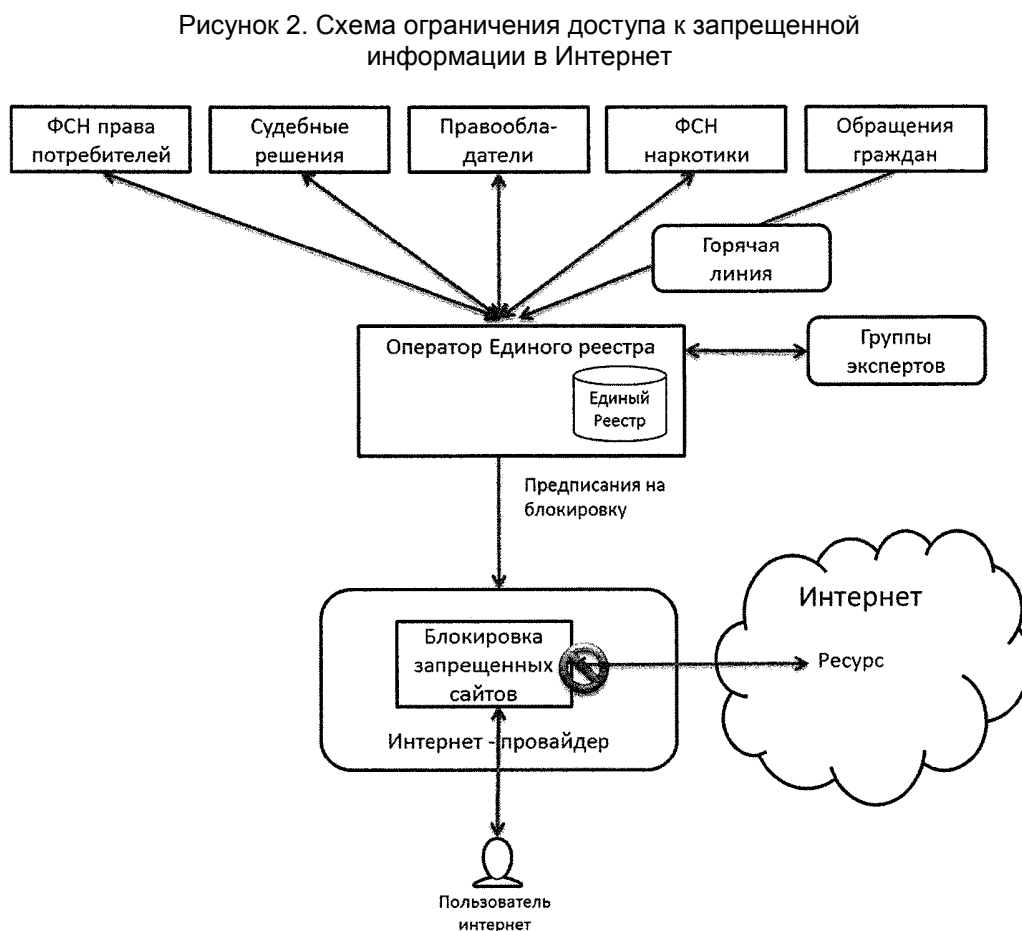 Рисунок 2. Схема ограничения доступа к запрещенной
информации в Интернет
ФСН права
потребителей
Судебные
решения
Правообла-
датели
ФСН
наркотики
Обращения
граждан
Горячая
линия
Оператор Единого реестра
Единый
Реестр
Группы
экспертов
Предписания на
блокировку
Интернет
Ресурс
Блокировка
запрещенных
сайтов
Интернет - провайдер
Пользователь
интернет